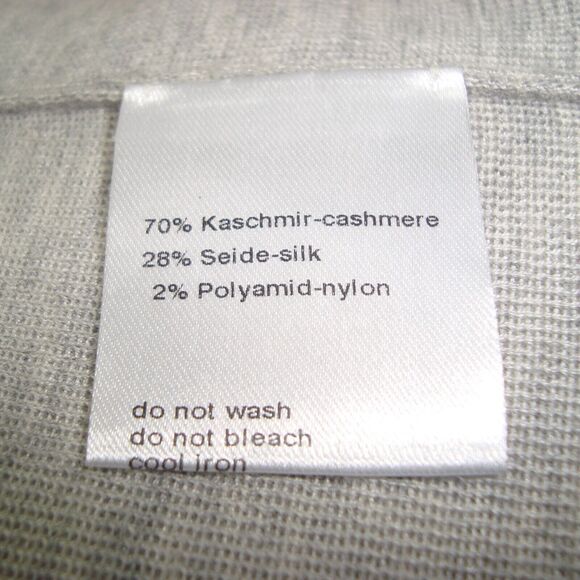 70% Kaschmir-cashmere
28% Seide-silk
2% Polyamid-nylon
do not wash
do not bleach
cool iron